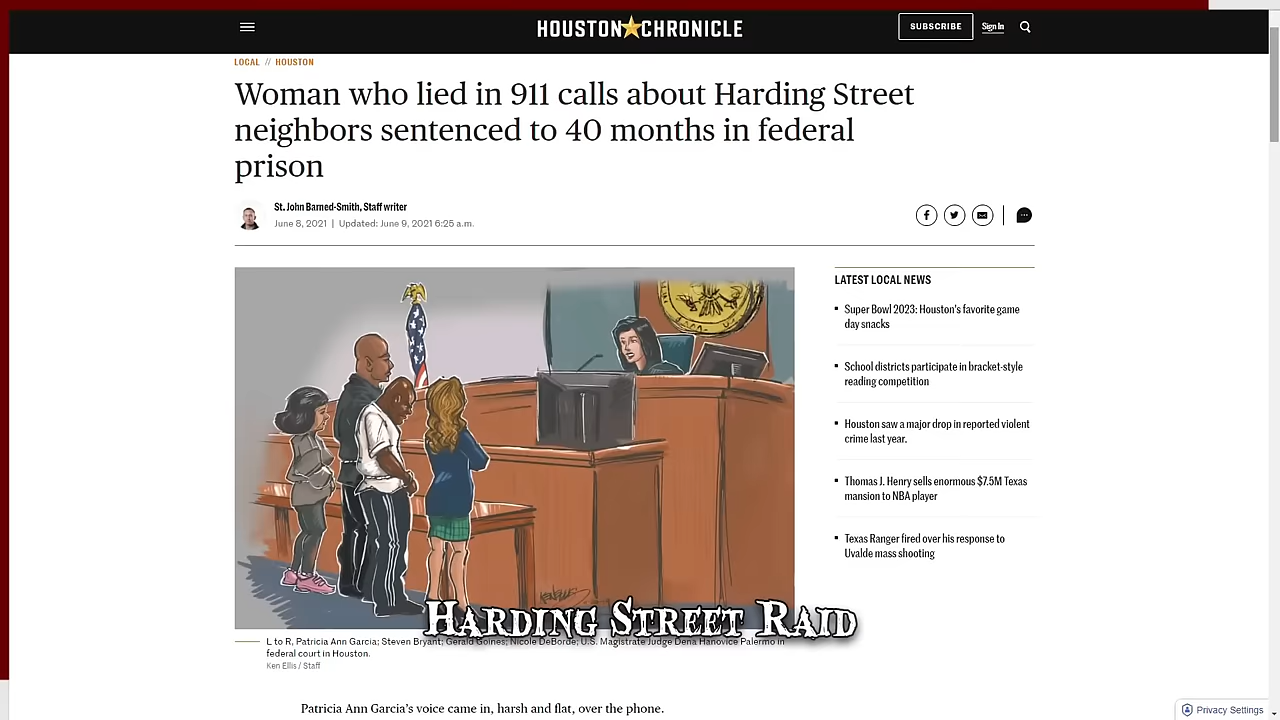 HOUSTON CHRONICLE
SUBSCRIBE
Sign In
LOCAL // HOUSTON
Woman who lied in 911 calls about Harding Street
neighbors sentenced to 40 months in federal
prison
St. John Barned-Smith, Staff writer
June 8, 2021 | Updated: June 9, 2021 6:25 a.m.
LATEST LOCAL NEWS
Super Bowl 2023: Houston's favorite game
day snacks
School districts participate in bracket-style
reading competition
Houston saw a major drop in reported violent
crime last year.
Thomas J. Henry sells enormous $7.5M Texas
mansion to NBA player
Texas Ranger fired over his response to
Uvalde mass shooting
HARDING STREET RAID
L to R, Patricia Ann Garcia; Steven Bryant; Gerald Goines; Nicole DeBorde; U.S. Magistrate Judge Dena Hanovice Palermo in
federal court in Houston.
Ken Ellis / Staff
Patricia Ann Garcia's voice came in, harsh and flat, over the phone.
Privacy Settings